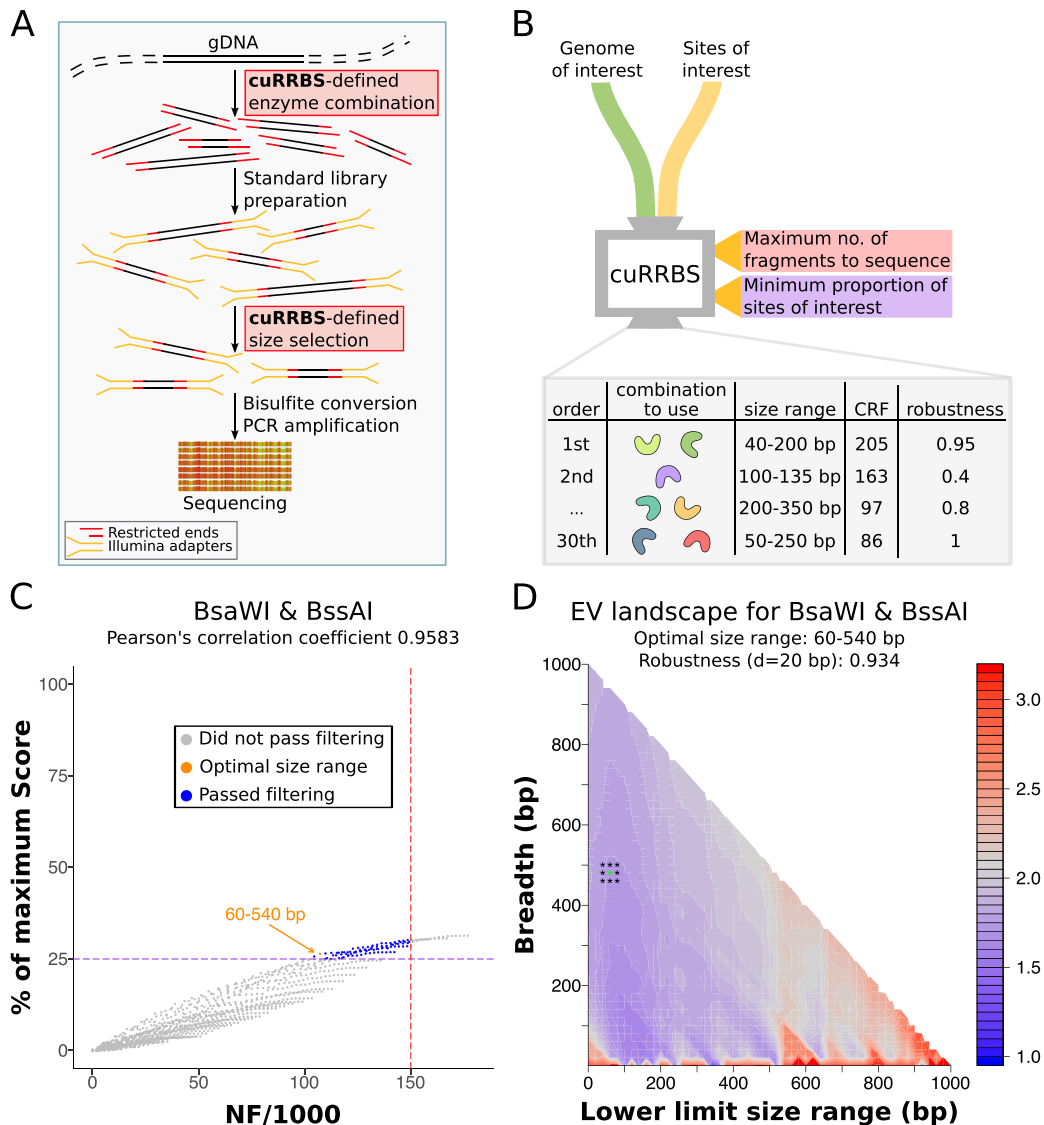 A
gDNA
cuRRBS-defined
enzyme combination
Standard library
preparation
cuRRBS-defined
size selection
Bisulfite conversion
PCR amplification
Sequencing
Restricted ends
Illumina adapters
B
Genome
of interest
Sites of
interest
cuRRBS
Maximum no. of
fragments to sequence
Minimum proportion of
sites of interest
order
combination
to use
size range
CRF
robustness
1st 40-200 bp 205 0.95
2nd 100-135 bp 163 0.4
... 200-350 bp 97 0.8
30th 50-250 bp 86 1
C
BsaWI & BssAI
Pearson's correlation coefficient 0.9583
100
75
50
25
0
% of maximum Score
Did not pass filtering
Optimal size range
Passed filtering
60-540 bp
0 50 100 150
NF/1000
D
EV landscape for BsaWI & BssAI
Optimal size range: 60-540 bp
Robustness (d=20 bp): 0.934
1000
800
600
400
200
Breadth (bp)
0 200 400 600 800 1000
Lower limit size range (bp)
3.0
2.5
2.0
1.5
1.0